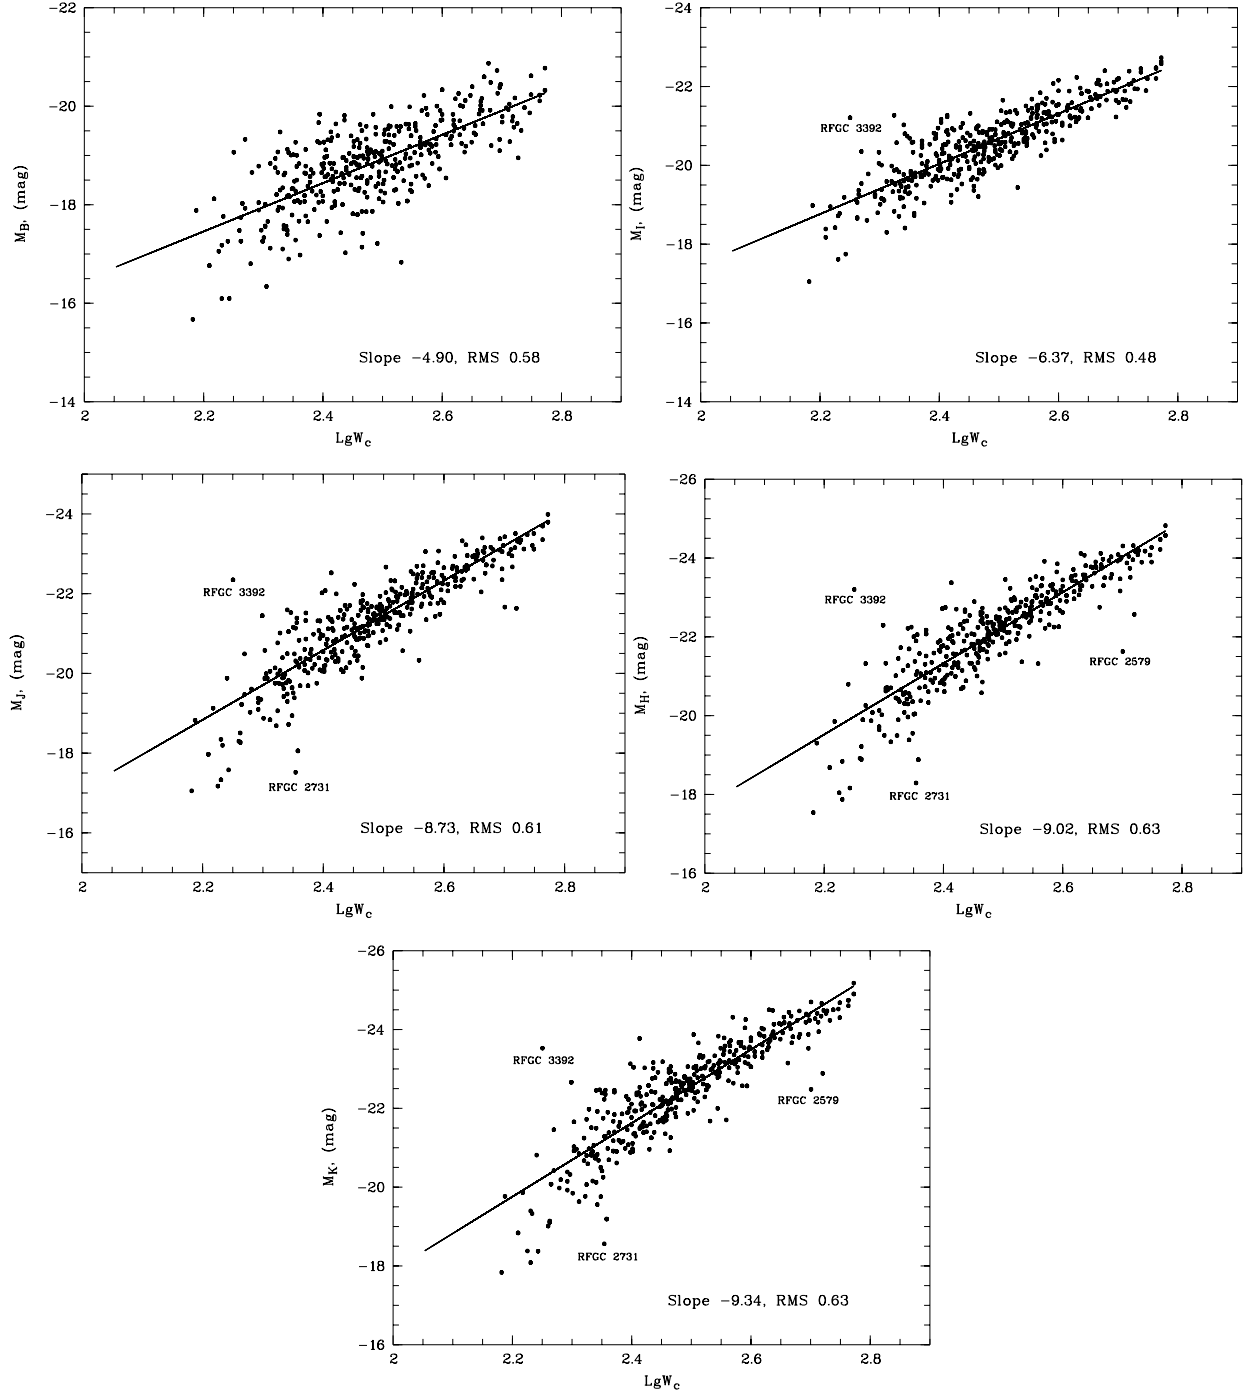 −22
−20
−18
−16
−14
M_B, (mag)
Slope −4.90, RMS 0.58
2 2.2 2.4 2.6 2.8
LgW_c
−24
−22
−20
−18
−16
−14
M_I, (mag)
RFGC 3392
Slope −6.37, RMS 0.48
2 2.2 2.4 2.6 2.8
LgW_c
−24
−22
−20
−18
−16
M_J, (mag)
RFGC 3392
RFGC 2731
Slope −8.73, RMS 0.61
2 2.2 2.4 2.6 2.8
LgW_c
−26
−24
−22
−20
−18
−16
M_H, (mag)
RFGC 3392
RFGC 2579
RFGC 2731
Slope −9.02, RMS 0.63
2 2.2 2.4 2.6 2.8
LgW_c
−26
−24
−22
−20
−18
−16
M_K, (mag)
RFGC 3392
RFGC 2579
RFGC 2731
Slope −9.34, RMS 0.63
2 2.2 2.4 2.6 2.8
LgW_c